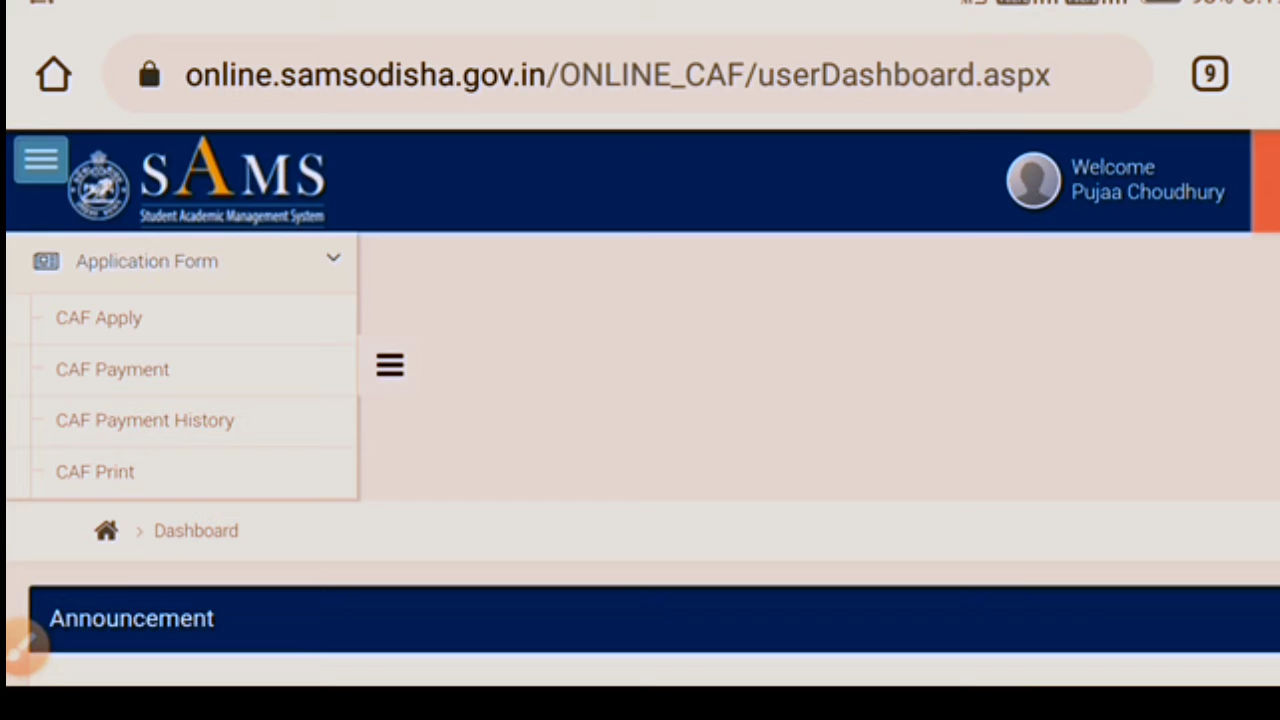 online.samsodisha.gov.in/ONLINE_CAF/userDashboard.aspx
9
SAMS
Student Academic Management System
Welcome
Pujaa Choudhury
Application Form
CAF Apply
CAF Payment
CAF Payment History
CAF Print
Dashboard
Announcement